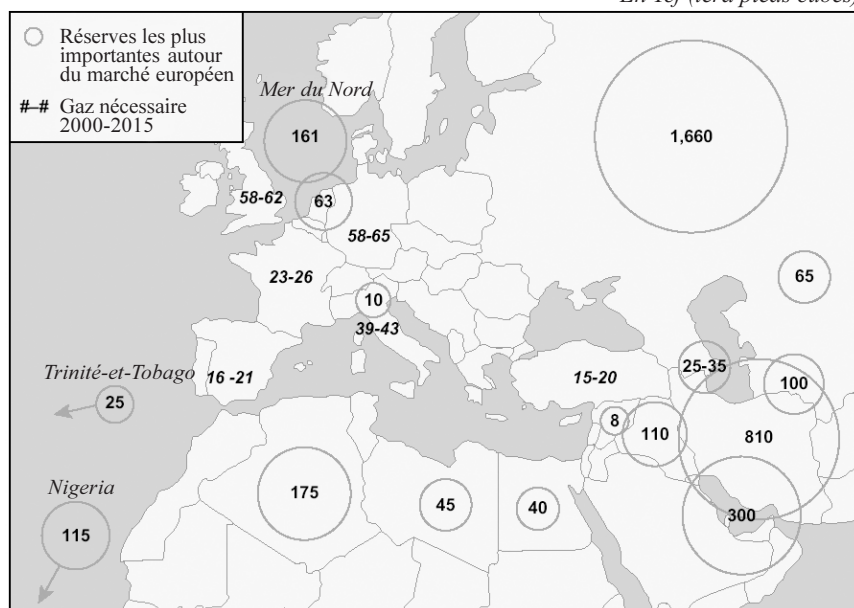 En Tcf (tera pieds cubes)
Réserves les plus
importantes autour
du marché européen
#–# Gaz nécessaire
2000-2015
Mer du Nord
161
1,660
58-62
63
58-65
23-26
65
10
39-43
Trinité-et-Tobago
16 -21
15-20
25-35
100
25
8
110
810
Nigeria
175
45
40
300
115